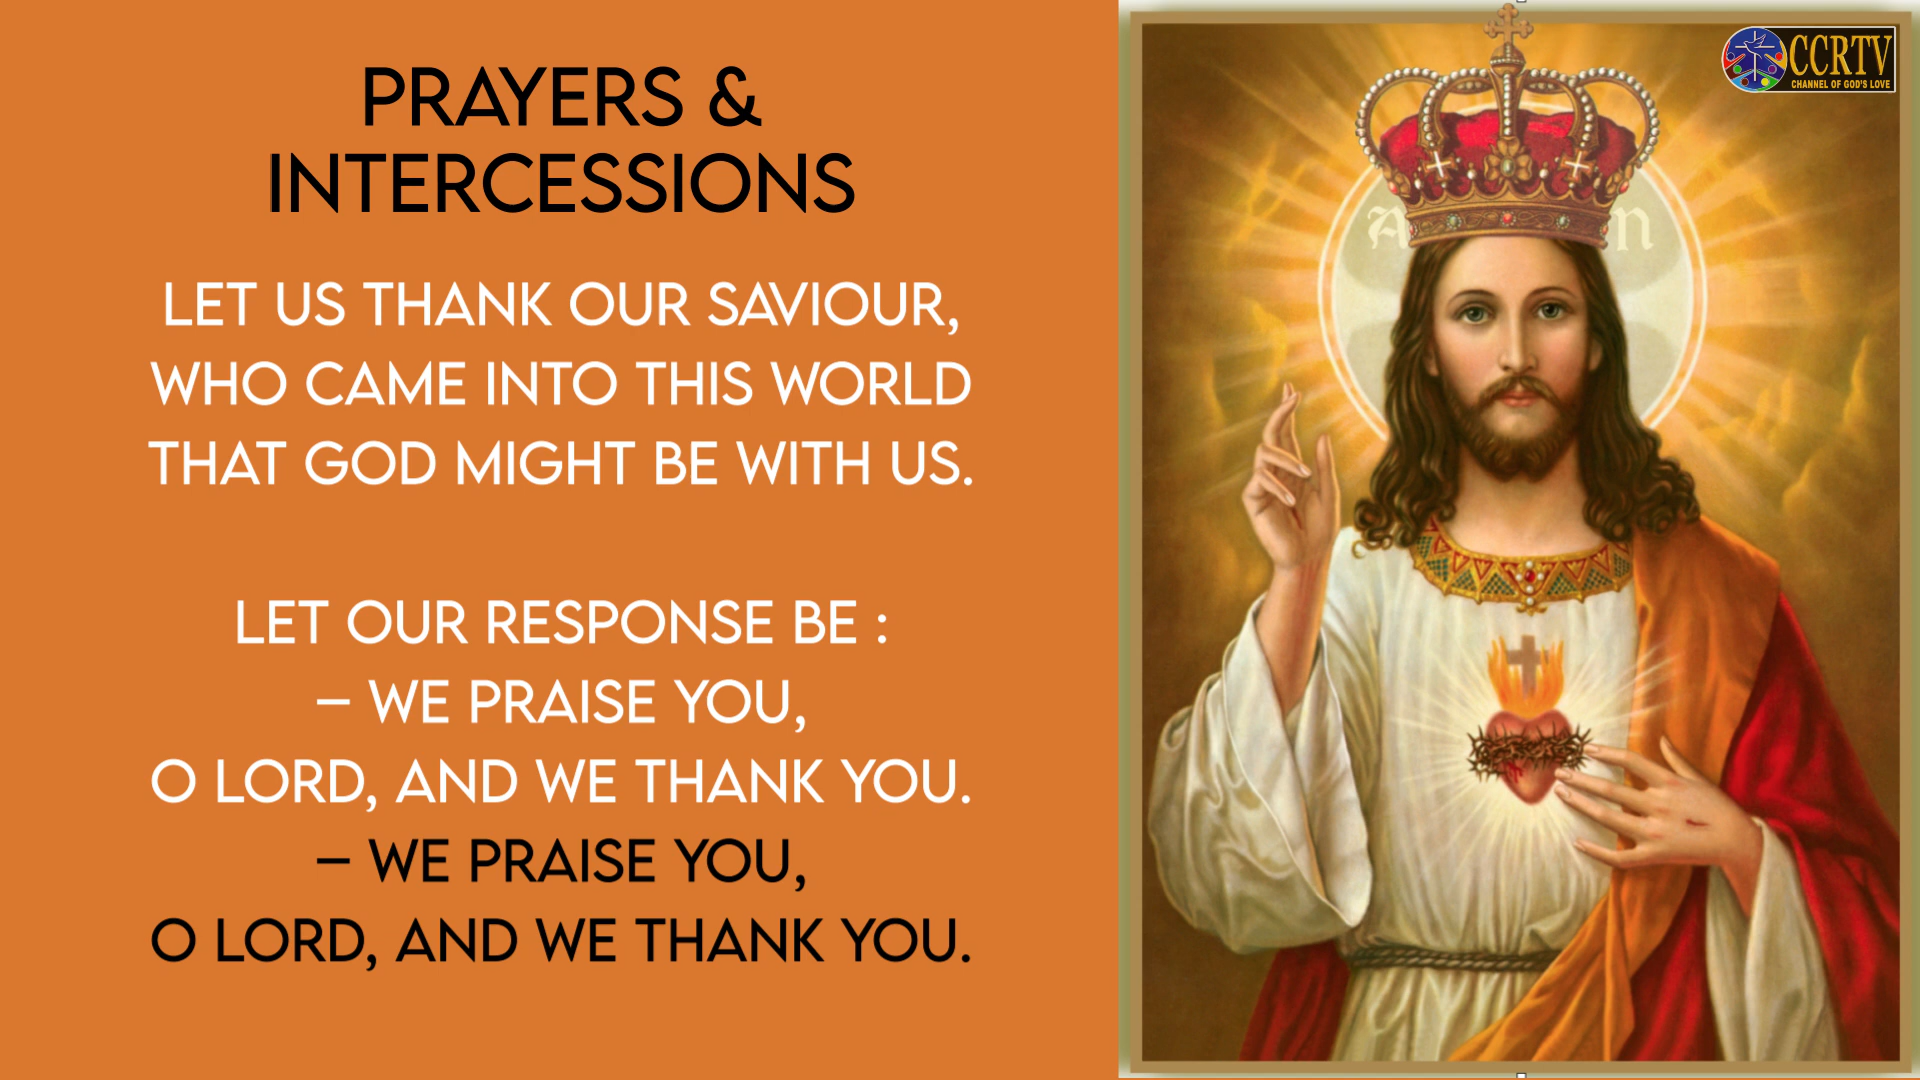 PRAYERS &
INTERCESSIONS
LET US THANK OUR SAVIOUR,
WHO CAME INTO THIS WORLD
THAT GOD MIGHT BE WITH US.
LET OUR RESPONSE BE :
– WE PRAISE YOU,
O LORD, AND WE THANK YOU.
– WE PRAISE YOU,
O LORD, AND WE THANK YOU.
CCRTV
CHANNEL OF GOD'S LOVE